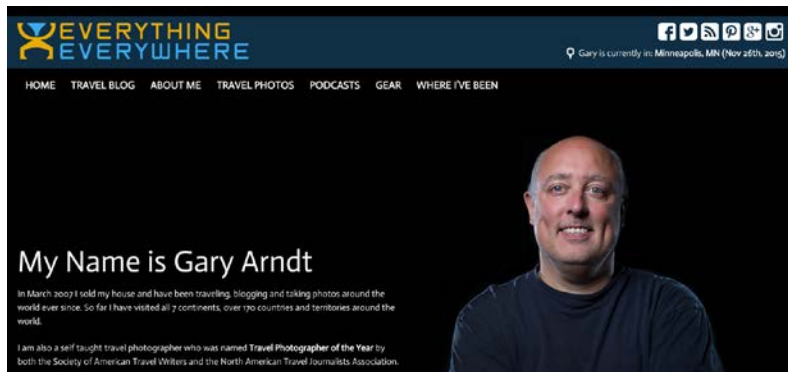 EVERYTHING
EVERYWHERE
Gary is currently in: Minneapolis, MN (Nov 26th, 2015)
HOME TRAVEL BLOG ABOUT ME TRAVEL PHOTOS PODCASTS GEAR WHERE I'VE BEEN
My Name is Gary Arndt
In March 2007 I sold my house and have been traveling, blogging and taking photos around the
world ever since. So far I have visited all 7 continents, over 170 countries and territories around the
world.
I am also a self taught travel photographer who was named Travel Photographer of the Year by
both the Society of American Travel Writers and the North American Travel Journalists Association.